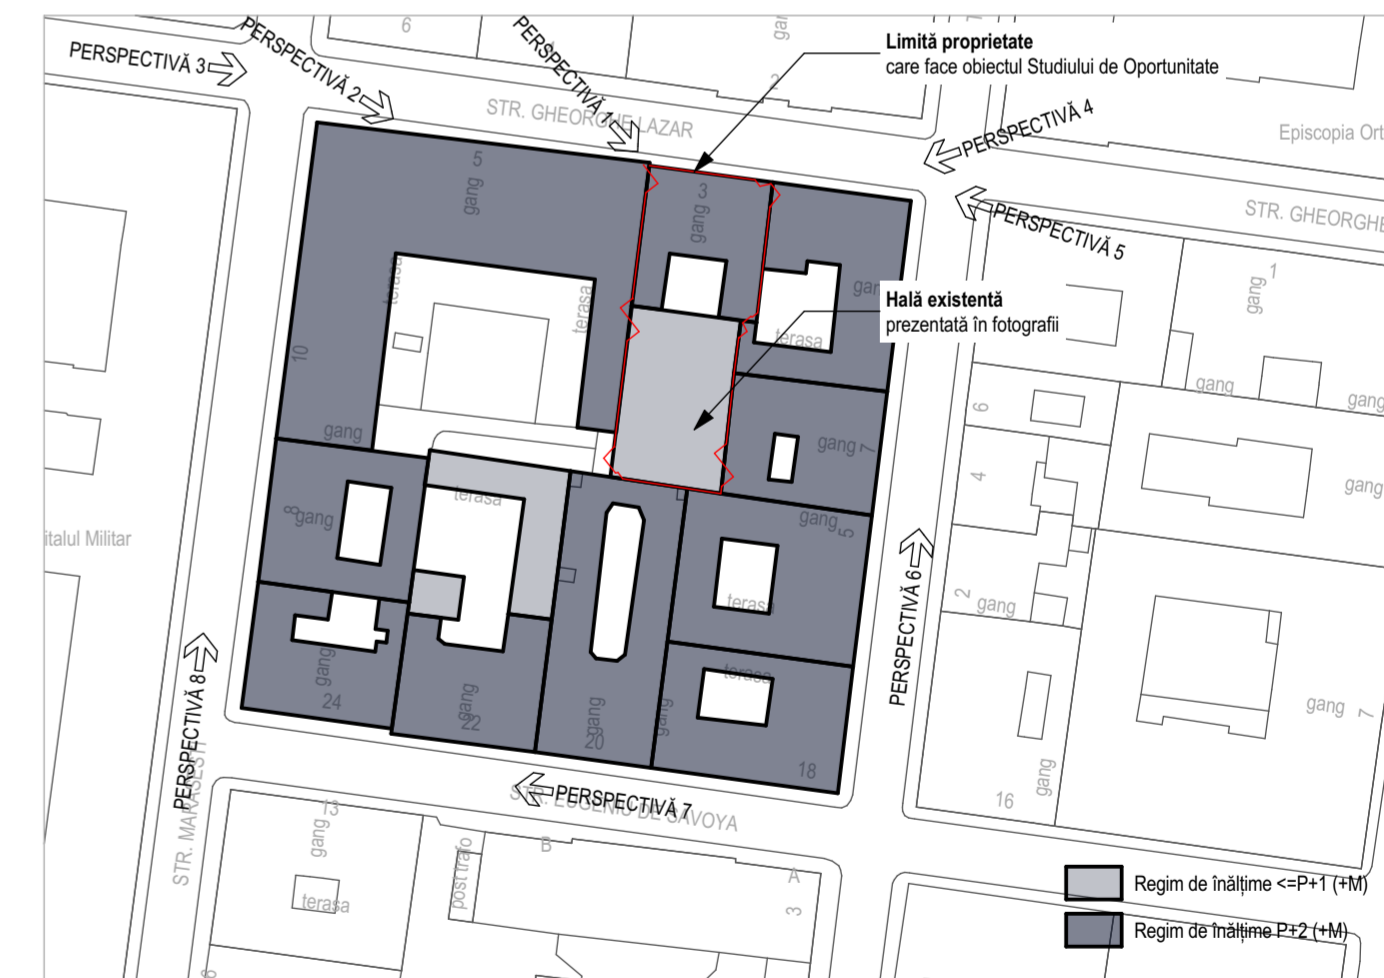 6
gang
2
PERSPECTIVĂ 3
PERSPECTIVĂ 2
PERSPECTIVĂ 1
Limită proprietate
care face obiectul Studiului de Oportunitate
STR. GHEORGHE LAZAR
PERSPECTIVĂ 4
Episcopia Ort
5
gang
3
gang
STR. GHEORGHE
PERSPECTIVĂ 5
terasa
terasa
gang
Hală existentă
prezentată în fotografii
terasa
1
gang
10
gang
gang
gang
6
gang 7
terasa
8
gang
gang
5
4
gang
italul Militar
2
gang
terasa
PERSPECTIVĂ 6
terasa
gang
24
gang
22
gang
20
gang
18
gang
7
PERSPECTIVĂ 8
STR. MARASESTI
PERSPECTIVĂ 7
STR. EUGENIU DE SAVOYA
16
gang
13
gang
terasa
post trafo
B
A
3
Regim de înălțime <=P+1 (+M)
Regim de înălțime P+2 (+M)